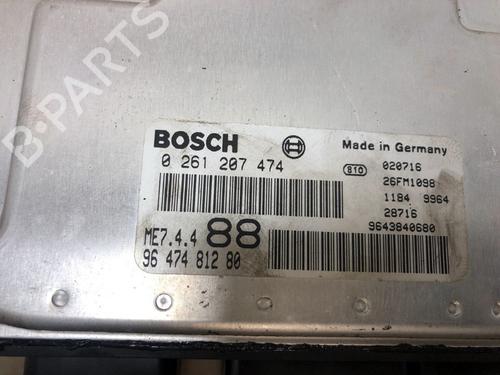 B-PARTS
BOSCH
Made in Germany
0 261 207 474
810
020716
26FM1098
1184 9964
28716
9643840680
ME7.4.4 88
96 474 812 80